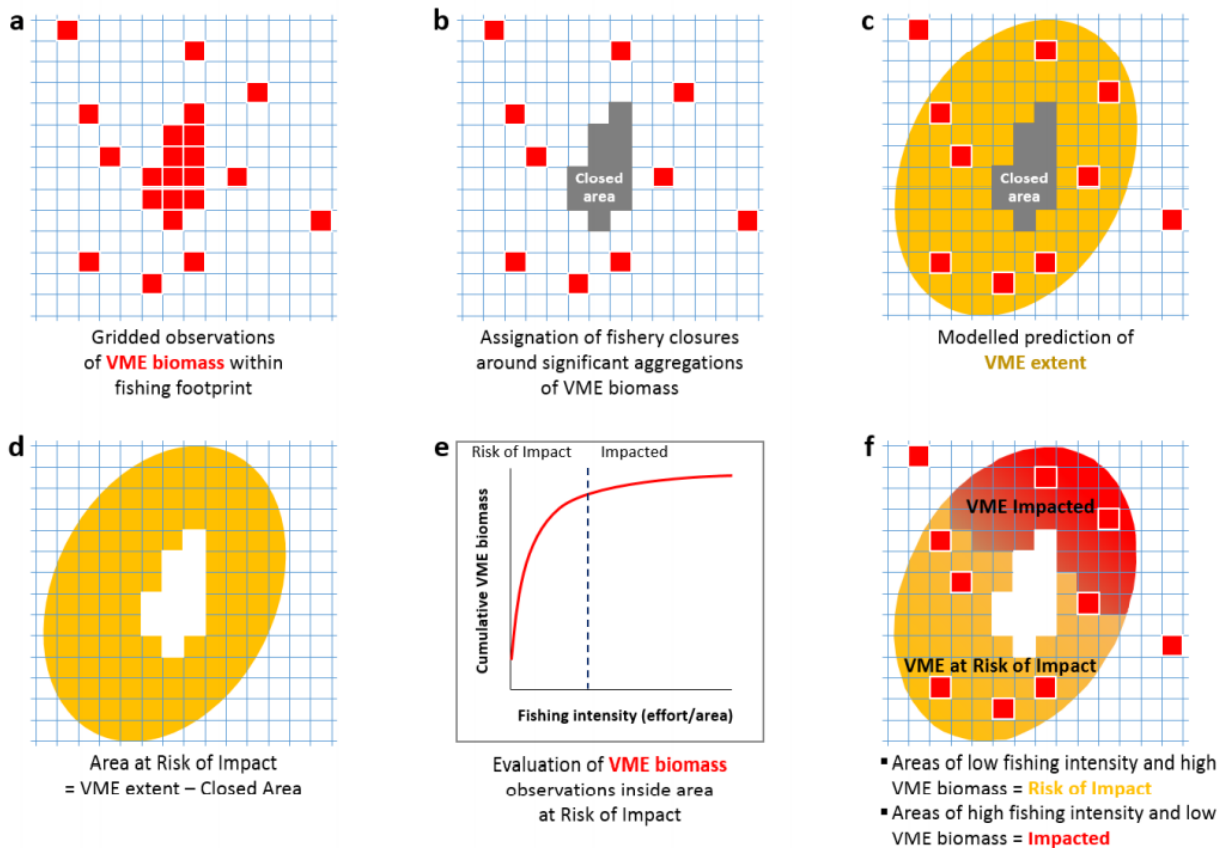 a
b
c
Closed
area
Closed
area
Gridded observations
of VME biomass within
fishing footprint
Assignation of fishery closures
around significant aggregations
of VME biomass
Modelled prediction of
VME extent
d
e
f
Risk of Impact
Impacted
Cumulative VME biomass
Fishing intensity (effort/area)
VME Impacted
VME at Risk of Impact
Area at Risk of Impact
= VME extent – Closed Area
Evaluation of VME biomass
observations inside area
at Risk of Impact
▪ Areas of low fishing intensity and high
VME biomass = Risk of Impact
▪ Areas of high fishing intensity and low
VME biomass = Impacted